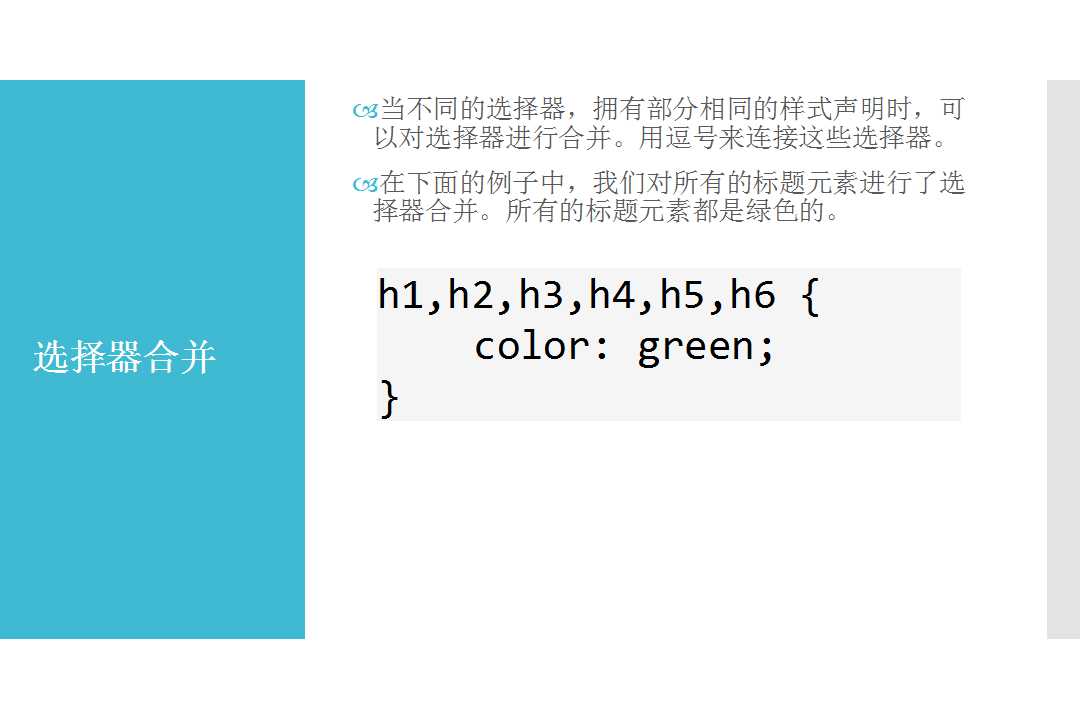 选择器合并
当不同的选择器，拥有部分相同的样式声明时，可
以对选择器进行合并。用逗号来连接这些选择器。
在下面的例子中，我们对所有的标题元素进行了选
择器合并。所有的标题元素都是绿色的。
h1,h2,h3,h4,h5,h6 {
color: green;
}